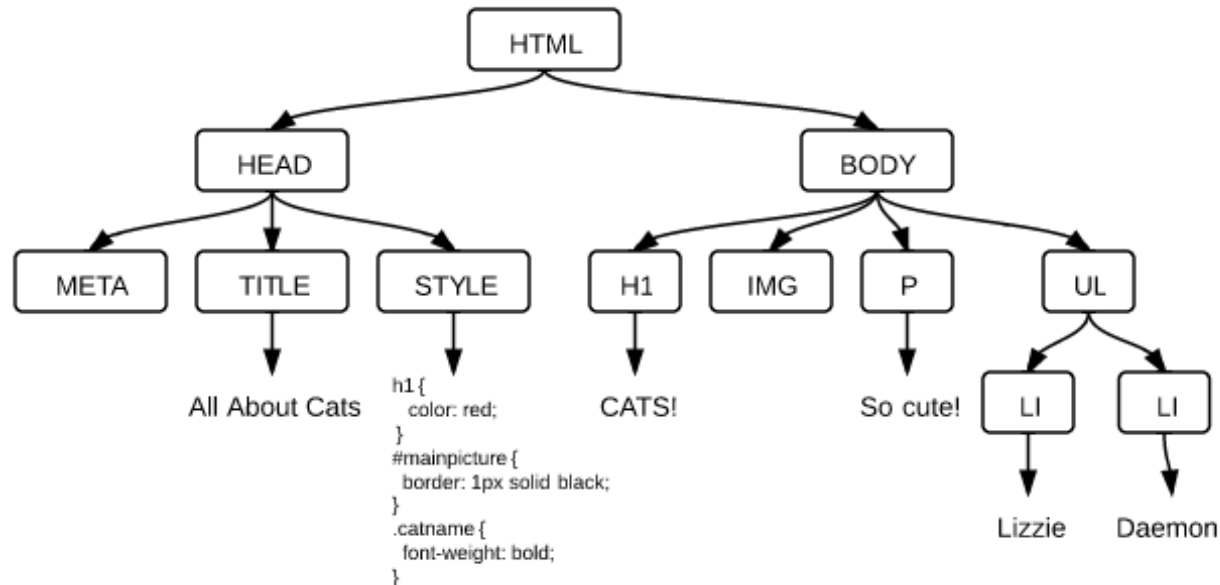 HTML
HEAD
BODY
META
TITLE
STYLE
H1
IMG
P
UL
All About Cats
h1 {
color: red;
}
#mainpicture {
border: 1px solid black;
}
.catname {
font-weight: bold;
}
CATS!
So cute!
LI
LI
Lizzie
Daemon